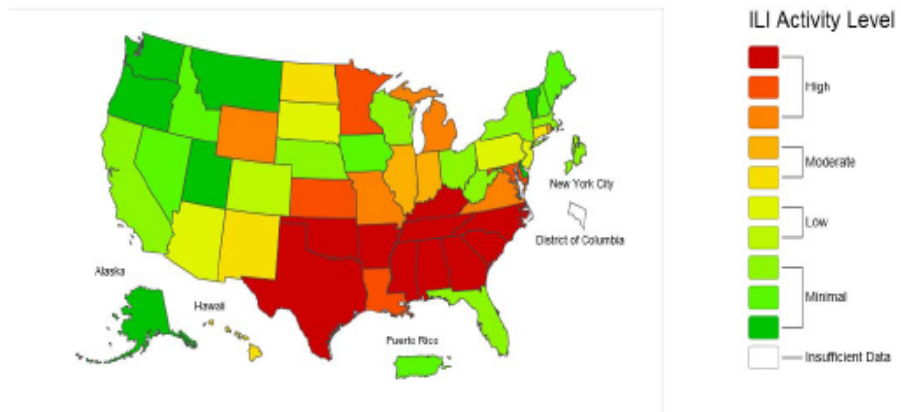 ILI Activity Level
High
Moderate
Low
Minimal
Insufficient Data
New York City
District of Columbia
Alaska
Hawaii
Puerto Rico